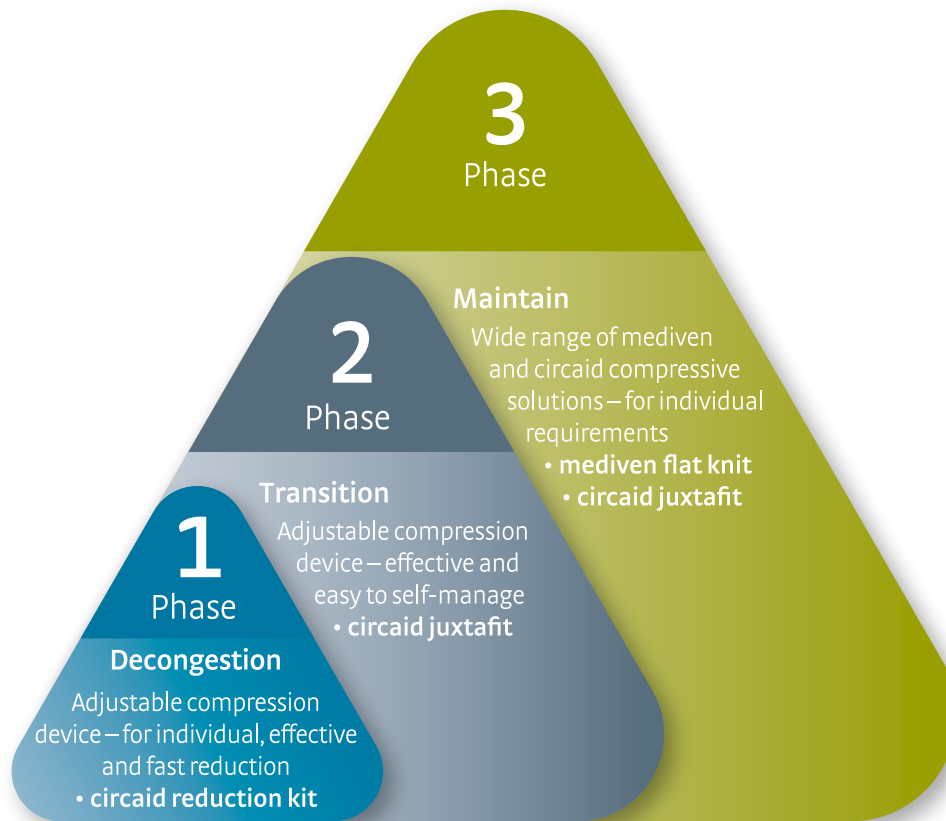 3
Phase
Maintain
Wide range of mediven
and circaid compressive
solutions – for individual
requirements
• mediven flat knit
• circaid juxtafit
2
Phase
Transition
Adjustable compression
device – effective and
easy to self-manage
• circaid juxtafit
1
Phase
Decongestion
Adjustable compression
device – for individual, effective
and fast reduction
• circaid reduction kit